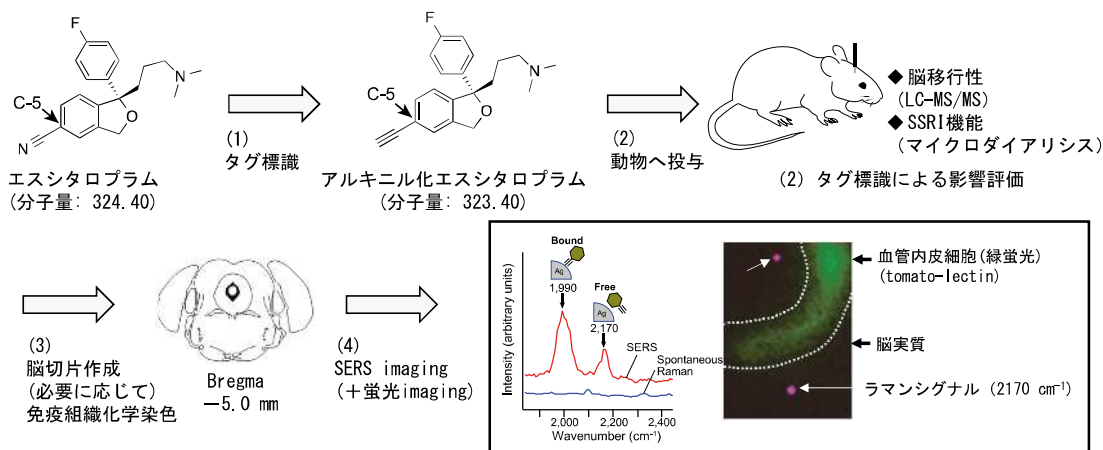 F
N
O
C-5
N
エスシタロプラム
(分子量: 324.40)
(1)
タグ標識
F
N
O
C-5
アルキニル化エスシタロプラム
(分子量: 323.40)
(2)
動物へ投与
◆ 脳移行性
(LC-MS/MS)
◆ SSRI機能
(マイクロダイアリシス)
(2) タグ標識による影響評価
(3)
脳切片作成
(必要に応じて)
免疫組織化学染色
Bregma
−5.0 mm
(4)
SERS imaging
(+蛍光imaging)
Intensity (arbitrary units)
Bound
Ag
1,990
Free
Ag
2,170
SERS
Spontaneous
Raman
2,000 2,200 2,400
Wavenumber (cm⁻¹)
血管内皮細胞(緑蛍光)
(tomato-lectin)
脳実質
ラマンシグナル (2170 cm⁻¹)